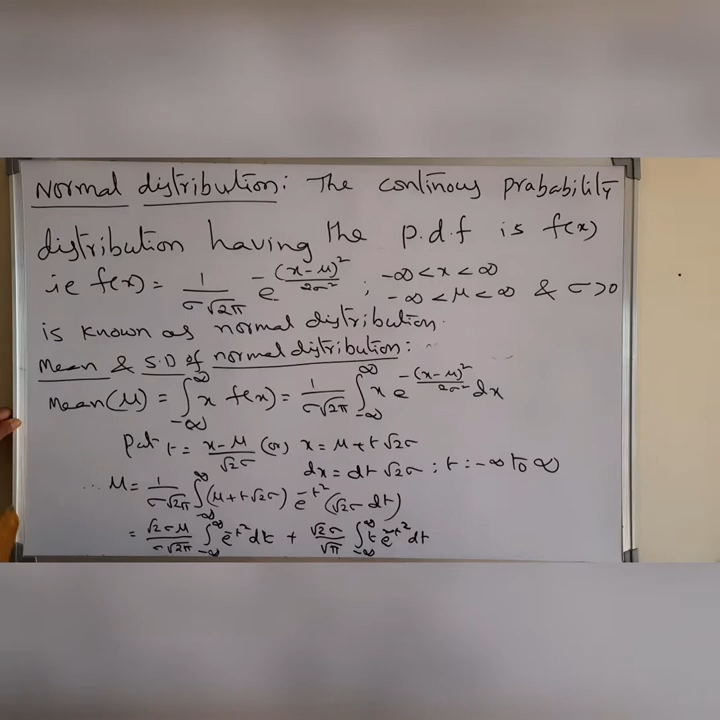 Normal distribution: The continous prabability
distribution having the p.d.f is f(x)
ie f(x) = 1/(σ√2π) e^(-(x-μ)²/2σ²) ; -∞<x<∞
-∞<μ<∞ & σ>0
is known as normal distribution.
Mean & S.D of normal distribution:
Mean(μ) = ∫_{-∞}^{∞} x f(x) = 1/(σ√2π) ∫_{-∞}^{∞} x e^(-(x-μ)²/2σ²) dx
put t = (x-μ)/(√2σ) (or) x = μ+t√2σ
dx = dt√2σ ; t: -∞ to ∞
∴ μ = 1/(σ√2π) ∫_{-∞}^{∞} (μ+t√2σ) e^(-t²) (√2σ dt)
= (√2σμ)/(σ√2π) ∫_{-∞}^{∞} e^(-t²) dt + (√2σ)/(√π) ∫_{-∞}^{∞} t e^(-t²) dt